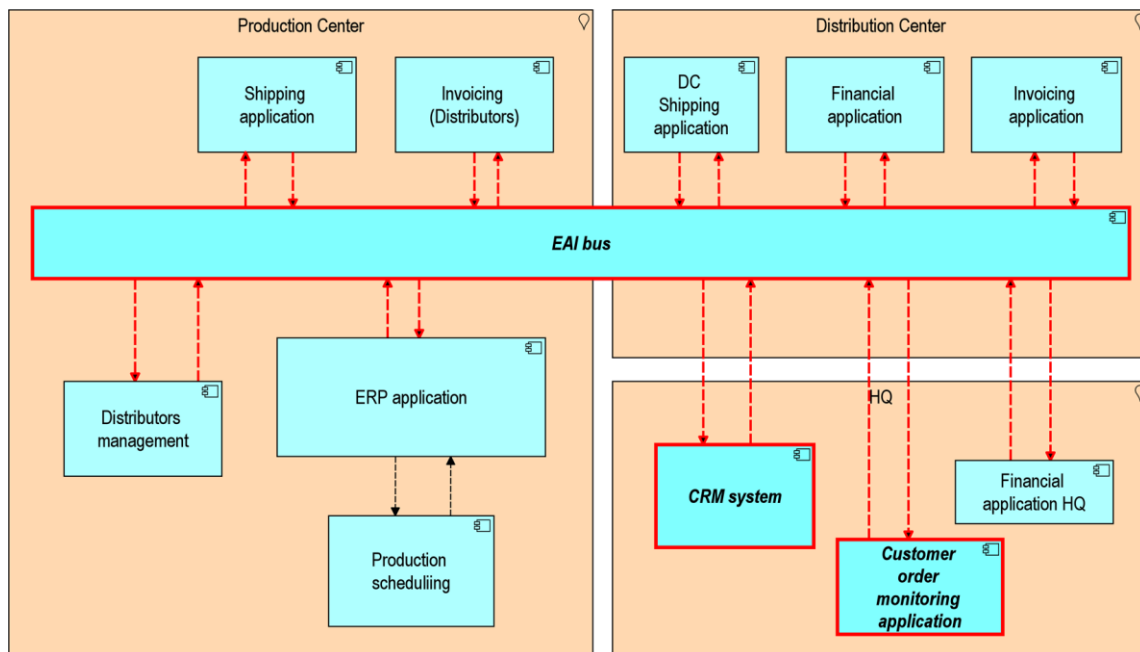 Production Center
Distribution Center
Shipping
application
Invoicing
(Distributors)
DC
Shipping
application
Financial
application
Invoicing
application
EAI bus
Distributors
management
ERP application
HQ
CRM system
Financial
application HQ
Production
scheduliing
Customer
order
monitoring
application